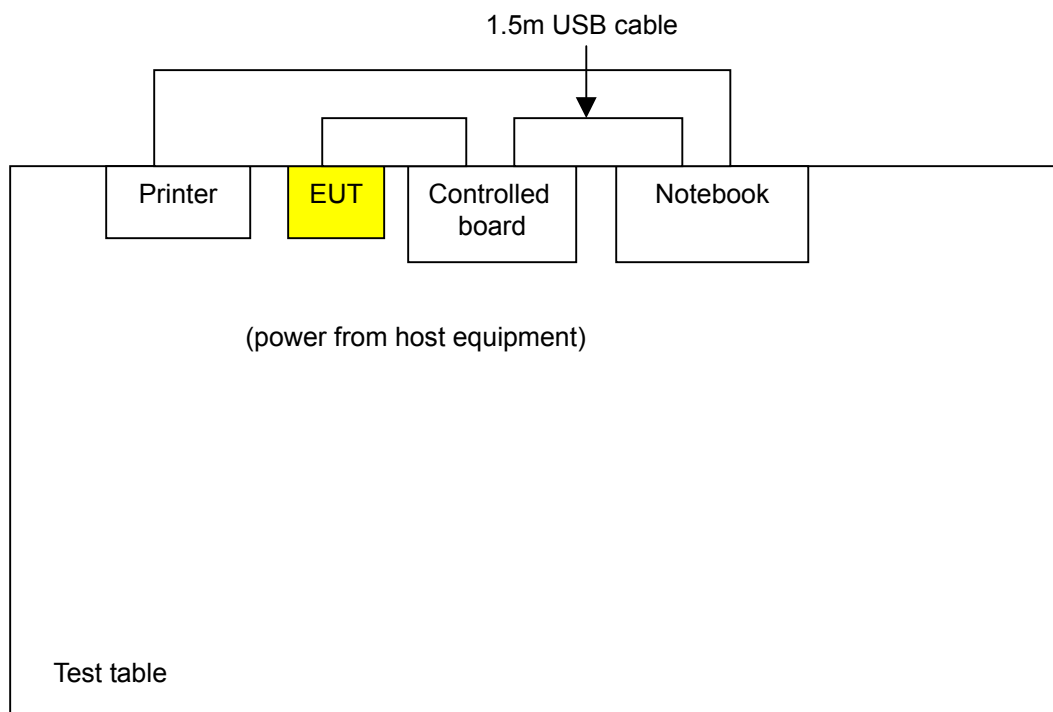 1.5m USB cable
Printer
EUT
Controlled
board
Notebook
(power from host equipment)
Test table